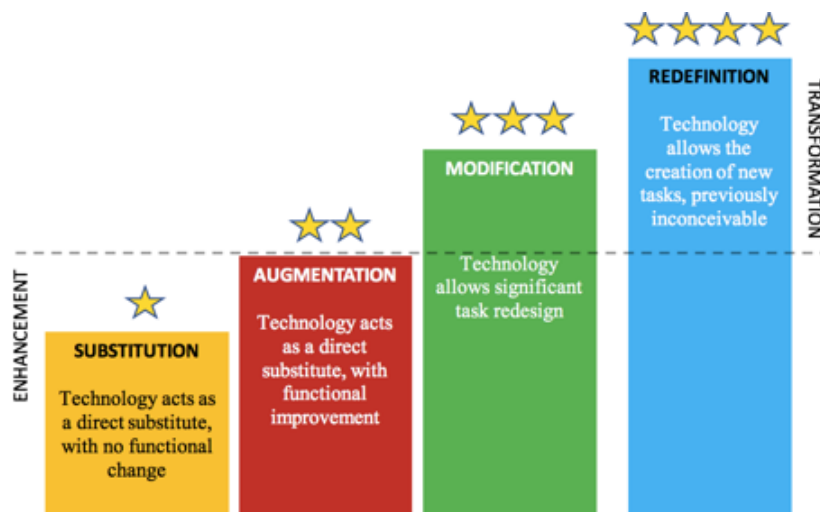 ENHANCEMENT
SUBSTITUTION
Technology acts as
a direct substitute,
with no functional
change
AUGMENTATION
Technology acts
as a direct
substitute, with
functional
improvement
MODIFICATION
Technology
allows significant
task redesign
REDEFINITION
Technology
allows the
creation of new
tasks, previously
inconceivable
TRANSFORMATION